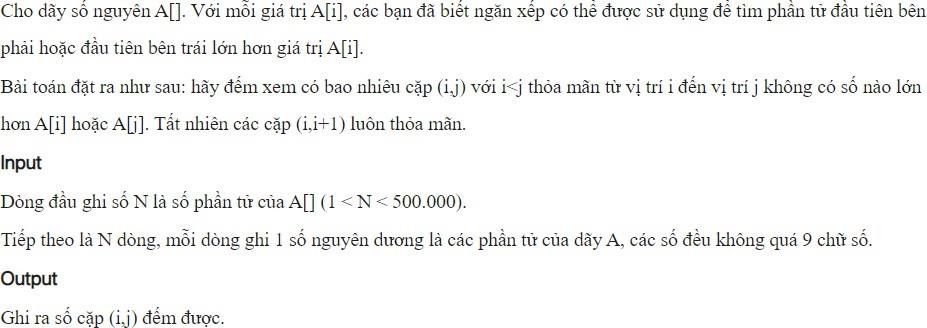 Cho dãy số nguyên A[]. Với mỗi giá trị A[i], các bạn đã biết ngăn xếp có thể được sử dụng để tìm phần tử đầu tiên bên
phải hoặc đầu tiên bên trái lớn hơn giá trị A[i].
Bài toán đặt ra như sau: hãy đếm xem có bao nhiêu cặp (i,j) với i<j thỏa mãn từ vị trí i đến vị trí j không có số nào lớn
hơn A[i] hoặc A[j]. Tất nhiên các cặp (i,i+1) luôn thỏa mãn.
Input
Dòng đầu ghi số N là số phần tử của A[] (1 < N < 500.000).
Tiếp theo là N dòng, mỗi dòng ghi 1 số nguyên dương là các phần tử của dãy A, các số đều không quá 9 chữ số.
Output
Ghi ra số cặp (i,j) đếm được.